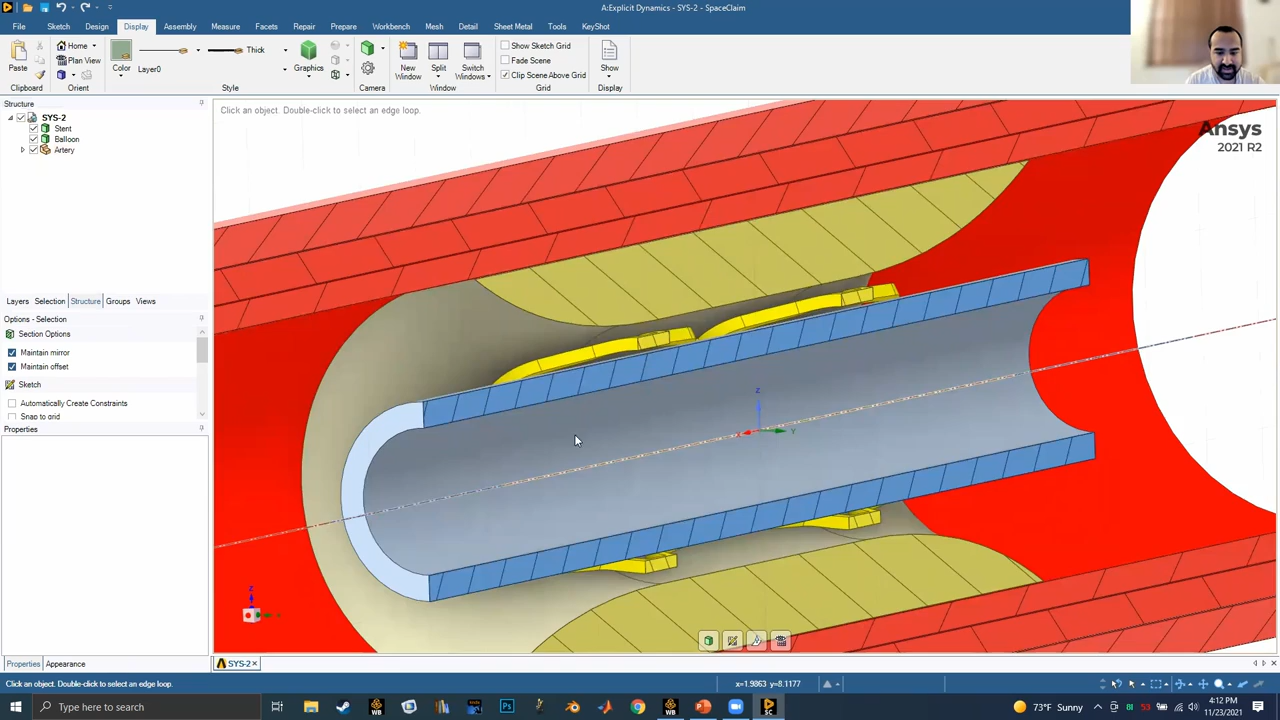 A:Explicit Dynamics - SYS-2 - SpaceClaim
File Sketch Design Display Assembly Measure Facets Repair Prepare Workbench Mesh Detail Sheet Metal Tools KeyShot
Paste
Clipboard
Home
Plan View
Orient
Color
Layer0
Thick
Style
Graphics
Camera
New Window
Split
Switch Windows
Window
Show Sketch Grid
Fade Scene
Clip Scene Above Grid
Grid
Show
Display
Structure
SYS-2
Stent
Balloon
Artery
Layers Selection Structure Groups Views
Options - Selection
Section Options
Maintain mirror
Maintain offset
Sketch
Automatically Create Constraints
Snap to grid
Properties
Properties Appearance
Click an object. Double-click to select an edge loop.
Ansys
2021 R2
Z
X
Y
Z
SYS-2
Click an object. Double-click to select an edge loop.
x=1.9863 y=8.1177
Type here to search
WB
Ps
WB
SC
73°F Sunny
81
53
4:12 PM
11/23/2021